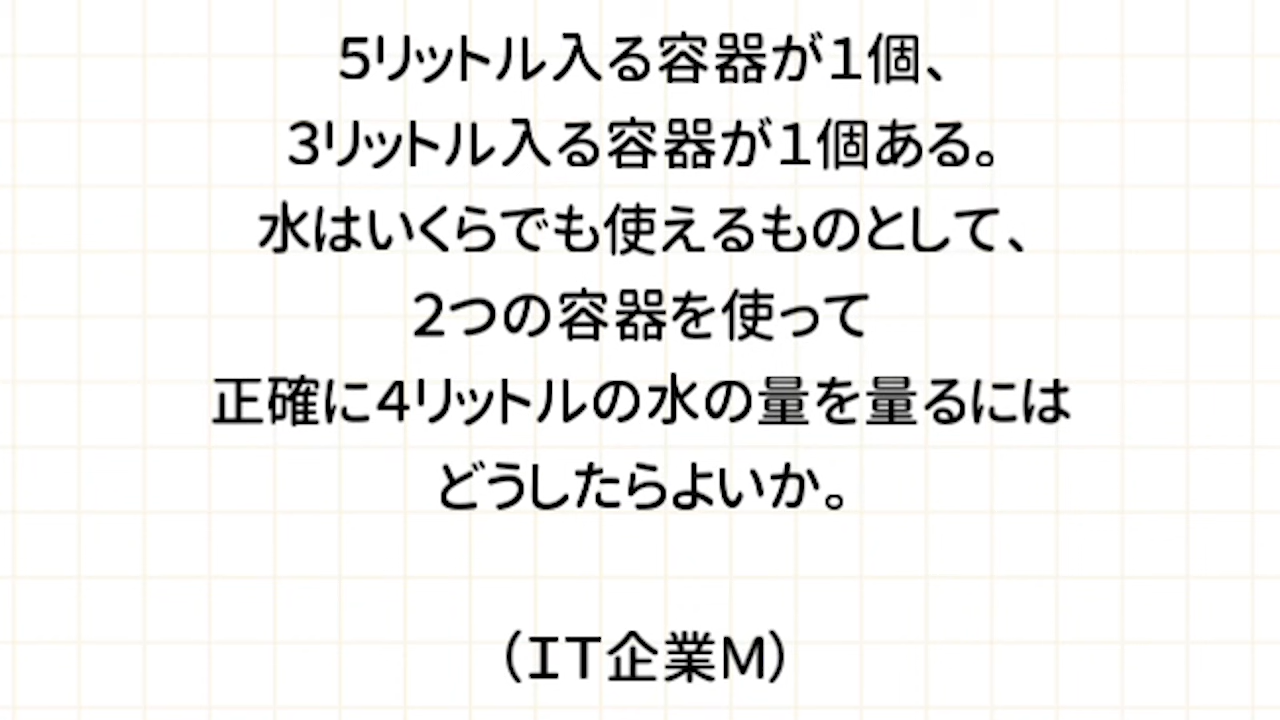 5リットル入る容器が1個、
3リットル入る容器が1個ある。
水はいくらでも使えるものとして、
2つの容器を使って
正確に4リットルの水の量を量るには
どうしたらよいか。
(IT企業M)